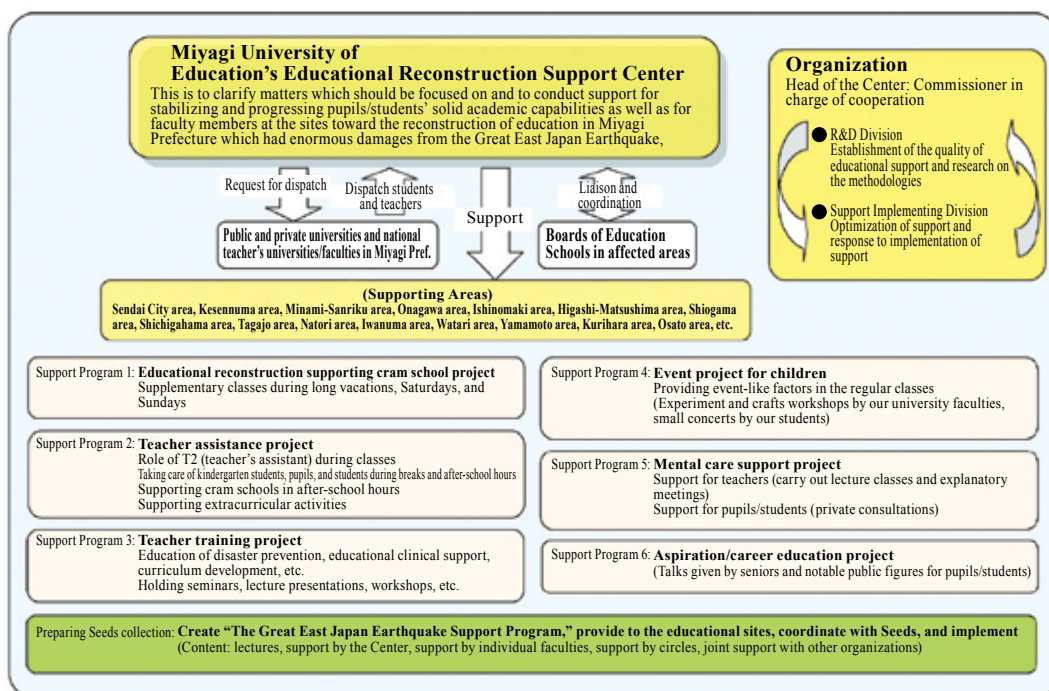 Miyagi University of
Education's Educational Reconstruction Support Center
This is to clarify matters which should be focused on and to conduct support for
stabilizing and progressing pupils/students' solid academic capabilities as well as for
faculty members at the sites toward the reconstruction of education in Miyagi
Prefecture which had enormous damages from the Great East Japan Earthquake,
Organization
Head of the Center: Commissioner in
charge of cooperation
● R&D Division
Establishment of the quality of
educational support and research on
the methodologies
● Support Implementing Division
Optimization of support and
response to implementation of
support
Request for dispatch
Dispatch students
and teachers
Support
Liaison and
coordination
Public and private universities and national
teacher's universities/faculties in Miyagi Pref.
Boards of Education
Schools in affected areas
(Supporting Areas)
Sendai City area, Kesennuma area, Minami-Sanriku area, Onagawa area, Ishinomaki area, Higashi-Matsushima area, Shiogama
area, Shichigahama area, Tagajo area, Natori area, Iwanuma area, Watari area, Yamamoto area, Kurihara area, Osato area, etc.
Support Program 1: Educational reconstruction supporting cram school project
Supplementary classes during long vacations, Saturdays, and
Sundays
Support Program 2: Teacher assistance project
Role of T2 (teacher's assistant) during classes
Taking care of kindergarten students, pupils, and students during breaks and after-school hours
Supporting cram schools in after-school hours
Supporting extracurricular activities
Support Program 3: Teacher training project
Education of disaster prevention, educational clinical support,
curriculum development, etc.
Holding seminars, lecture presentations, workshops, etc.
Support Program 4: Event project for children
Providing event-like factors in the regular classes
(Experiment and crafts workshops by our university faculties,
small concerts by our students)
Support Program 5: Mental care support project
Support for teachers (carry out lecture classes and explanatory
meetings)
Support for pupils/students (private consultations)
Support Program 6: Aspiration/career education project
(Talks given by seniors and notable public figures for pupils/students)
Preparing Seeds collection: Create "The Great East Japan Earthquake Support Program," provide to the educational sites, coordinate with Seeds, and implement
(Content: lectures, support by the Center, support by individual faculties, support by circles, joint support with other organizations)